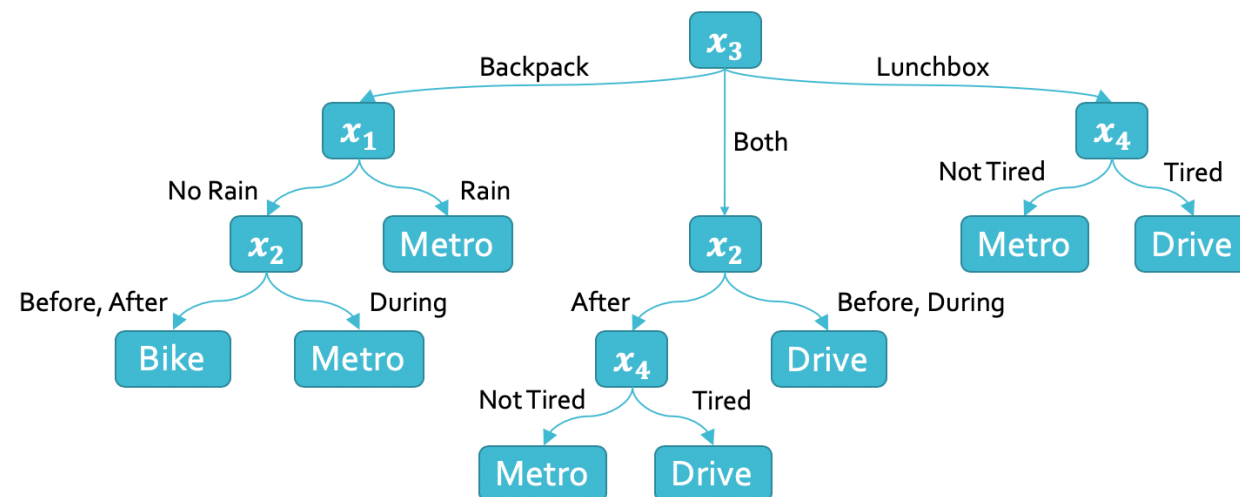 x₃
Backpack
Lunchbox
x₁
Both
x₄
No Rain
Rain
Not Tired
Tired
x₂
Metro
x₂
Metro
Drive
Before, After
During
After
Before, During
Bike
Metro
x₄
Drive
Not Tired
Tired
Metro
Drive